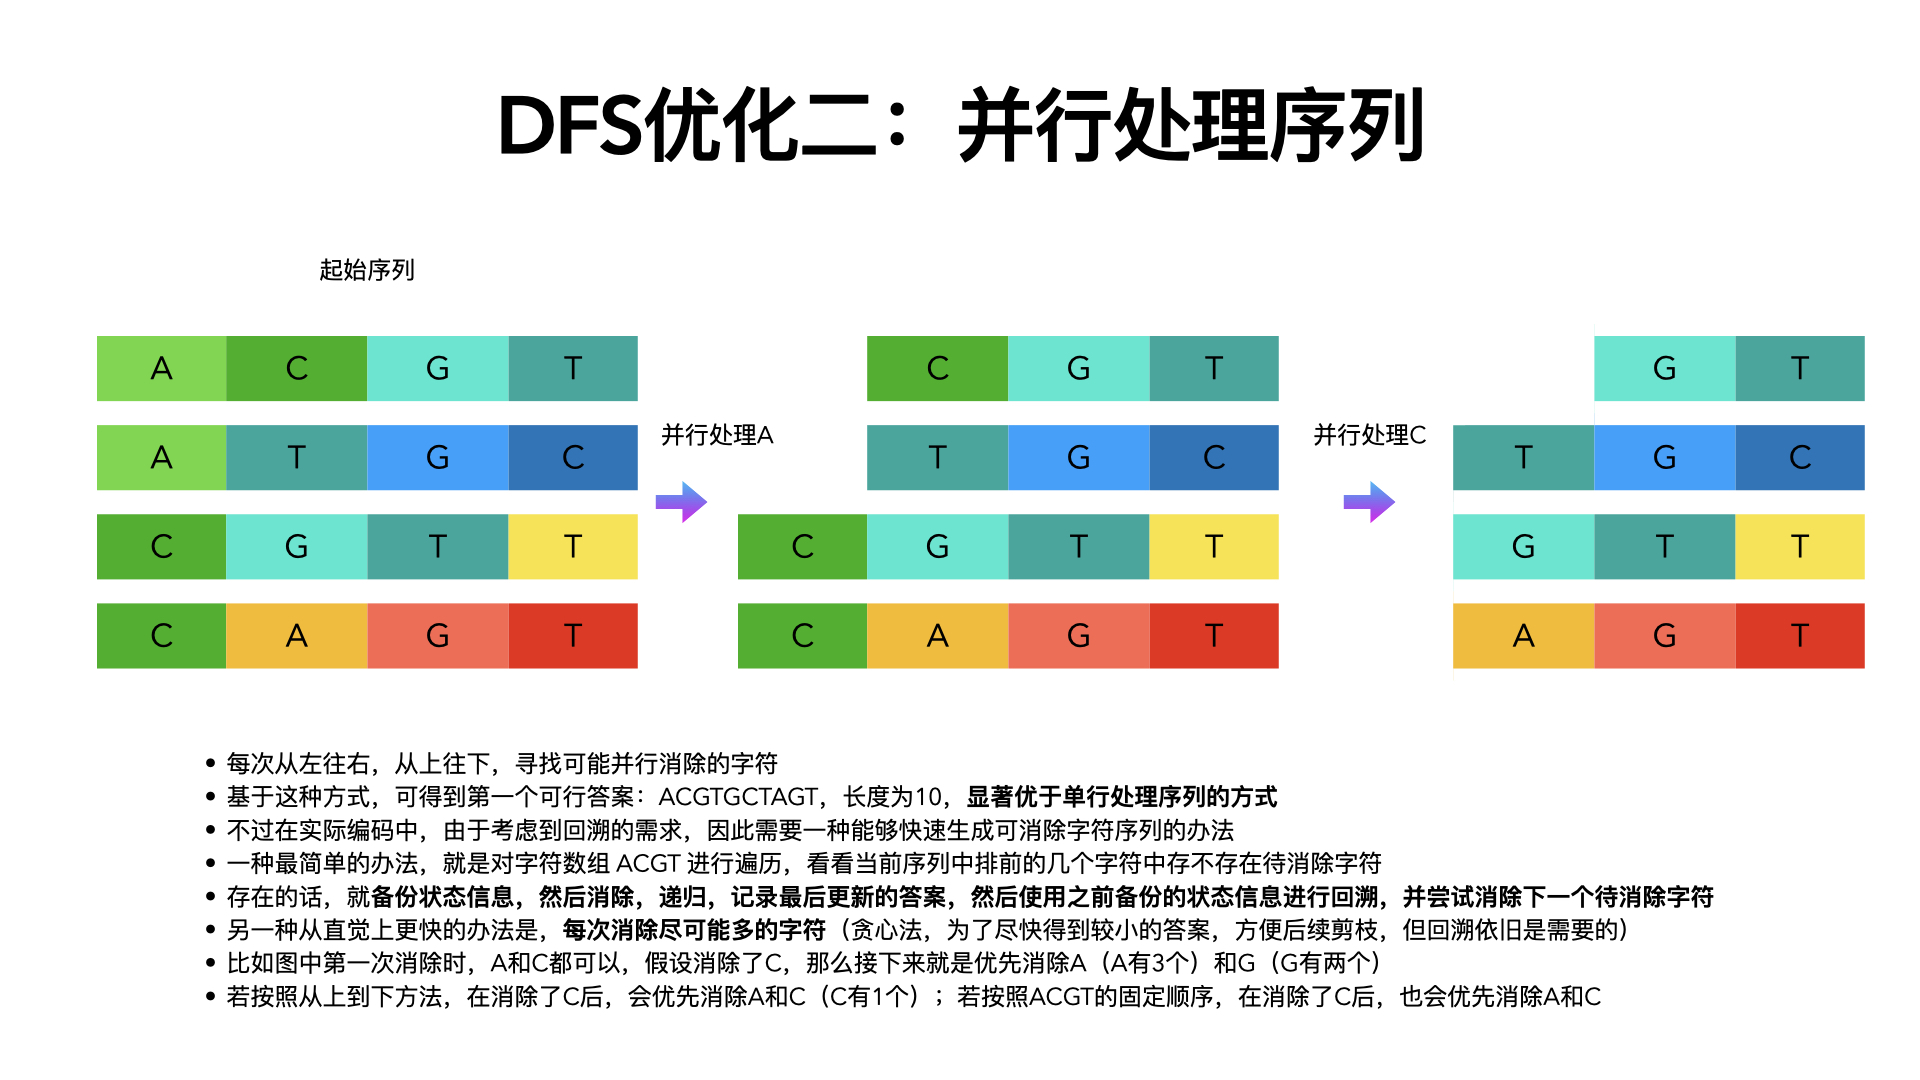 DFS优化二：并行处理序列
起始序列
A C G T
A T G C
C G T T
C A G T
并行处理A
C G T
T G C
C G T T
C A G T
并行处理C
G T
T G C
G T T
A G T
• 每次从左往右，从上往下，寻找可能并行消除的字符
• 基于这种方式，可得到第一个可行答案：ACGTGCTAGT，长度为10，显著优于单行处理序列的方式
• 不过在实际编码中，由于考虑到回溯的需求，因此需要一种能够快速生成可消除字符序列的办法
• 一种最简单的办法，就是对字符数组 ACGT 进行遍历，看看当前序列中排前的几个字符中存不存在待消除字符
• 存在的话，就备份状态信息，然后消除，递归，记录最后更新的答案，然后使用之前备份的状态信息进行回溯，并尝试消除下一个待消除字符
• 另一种从直觉上更快的办法是，每次消除尽可能多的字符（贪心法，为了尽快得到较小的答案，方便后续剪枝，但回溯依旧是需要的）
• 比如图中第一次消除时，A和C都可以，假设消除了C，那么接下来就是优先消除A（A有3个）和G（G有两个）
• 若按照从上到下方法，在消除了C后，会优先消除A和C（C有1个）；若按照ACGT的固定顺序，在消除了C后，也会优先消除A和C